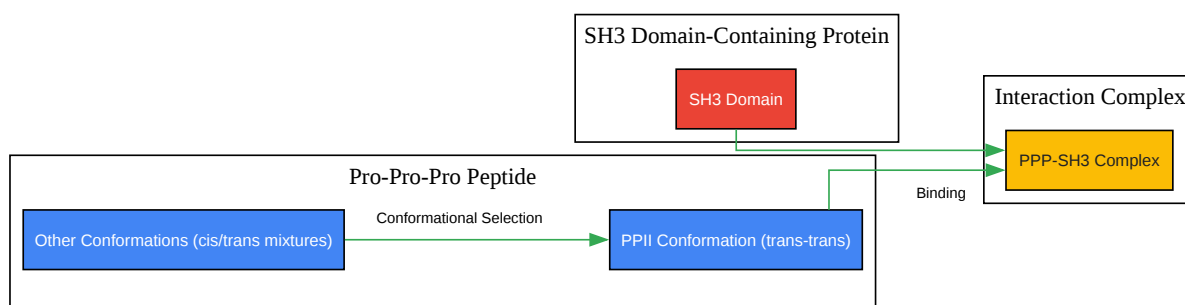 SH3 Domain-Containing Protein
SH3 Domain
Interaction Complex
PPP-SH3 Complex
Pro-Pro-Pro Peptide
Other Conformations (cis/trans mixtures)
Conformational Selection
PPII Conformation (trans-trans)
Binding